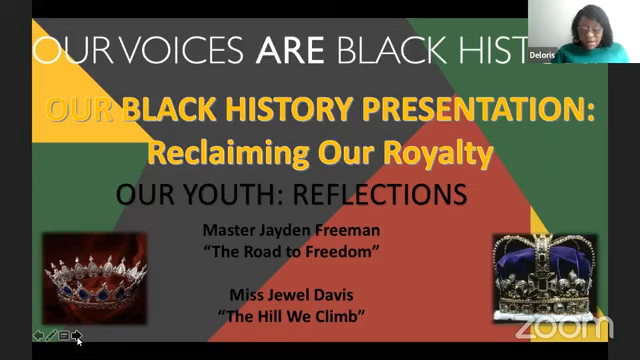 OUR VOICES ARE BLACK HIST
Deloris
OUR BLACK HISTORY PRESENTATION:
Reclaiming Our Royalty
OUR YOUTH: REFLECTIONS
Master Jayden Freeman
“The Road to Freedom”
Miss Jewel Davis
“The Hill We Climb”
zoom